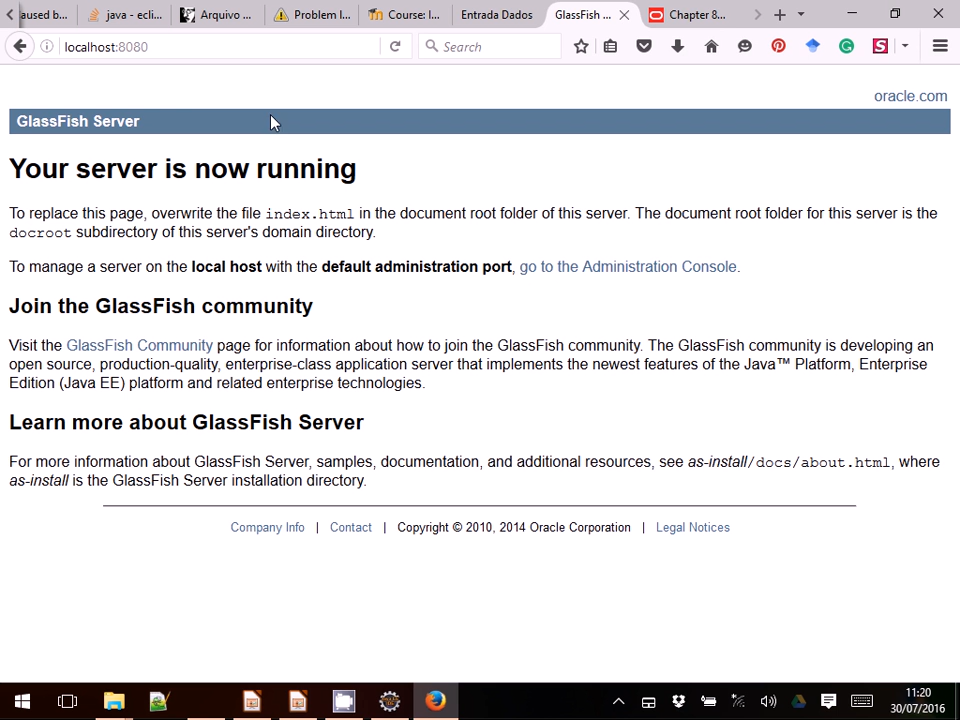 aused b...
java - ecli...
Arquivo ...
Problem l...
Course: I...
Entrada Dados
GlassFish ...
Chapter 8...
localhost:8080
Search
oracle.com
GlassFish Server
Your server is now running
To replace this page, overwrite the file index.html in the document root folder of this server. The document root folder for this server is the
docroot subdirectory of this server's domain directory.
To manage a server on the local host with the default administration port, go to the Administration Console.
Join the GlassFish community
Visit the GlassFish Community page for information about how to join the GlassFish community. The GlassFish community is developing an
open source, production-quality, enterprise-class application server that implements the newest features of the Java™ Platform, Enterprise
Edition (Java EE) platform and related enterprise technologies.
Learn more about GlassFish Server
For more information about GlassFish Server, samples, documentation, and additional resources, see as-install/docs/about.html, where
as-install is the GlassFish Server installation directory.
Company Info | Contact | Copyright © 2010, 2014 Oracle Corporation | Legal Notices
11:20
30/07/2016